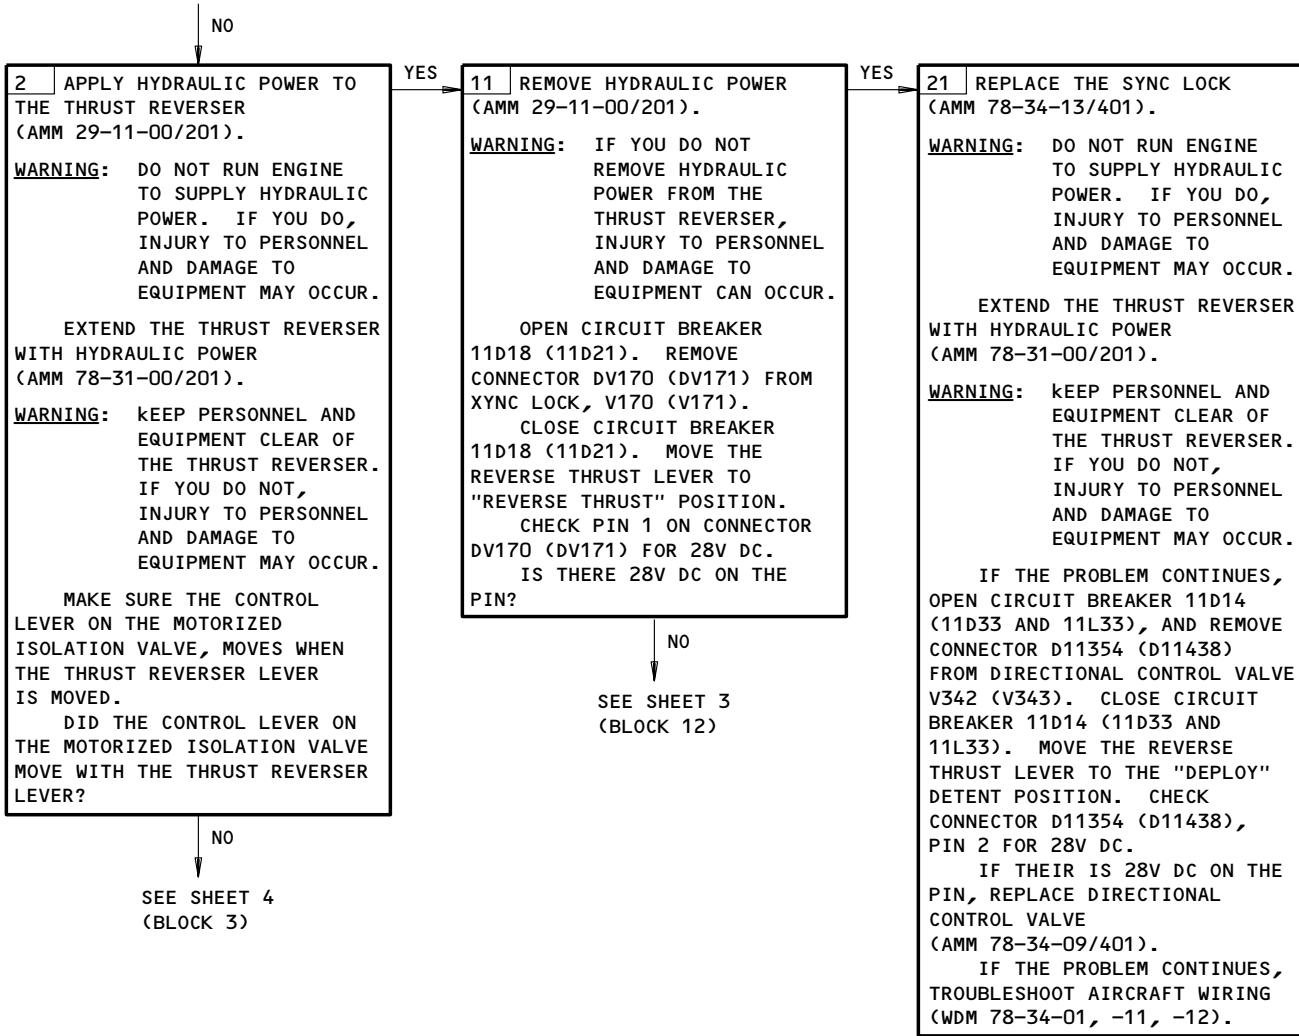 NO
2 APPLY HYDRAULIC POWER TO
THE THRUST REVERSER
(AMM 29-11-00/201).
WARNING: DO NOT RUN ENGINE
TO SUPPLY HYDRAULIC
POWER. IF YOU DO,
INJURY TO PERSONNEL
AND DAMAGE TO
EQUIPMENT MAY OCCUR.
EXTEND THE THRUST REVERSER
WITH HYDRAULIC POWER
(AMM 78-31-00/201).
WARNING: kEEP PERSONNEL AND
EQUIPMENT CLEAR OF
THE THRUST REVERSER.
IF YOU DO NOT,
INJURY TO PERSONNEL
AND DAMAGE TO
EQUIPMENT MAY OCCUR.
MAKE SURE THE CONTROL
LEVER ON THE MOTORIZED
ISOLATION VALVE, MOVES WHEN
THE THRUST REVERSER LEVER
IS MOVED.
DID THE CONTROL LEVER ON
THE MOTORIZED ISOLATION VALVE
MOVE WITH THE THRUST REVERSER
LEVER?
NO
SEE SHEET 4
(BLOCK 3)
YES
11 REMOVE HYDRAULIC POWER
(AMM 29-11-00/201).
WARNING: IF YOU DO NOT
REMOVE HYDRAULIC
POWER FROM THE
THRUST REVERSER,
INJURY TO PERSONNEL
AND DAMAGE TO
EQUIPMENT CAN OCCUR.
OPEN CIRCUIT BREAKER
11D18 (11D21). REMOVE
CONNECTOR DV170 (DV171) FROM
XYNC LOCK, V170 (V171).
CLOSE CIRCUIT BREAKER
11D18 (11D21). MOVE THE
REVERSE THRUST LEVER TO
"REVERSE THRUST" POSITION.
CHECK PIN 1 ON CONNECTOR
DV170 (DV171) FOR 28V DC.
IS THERE 28V DC ON THE
PIN?
NO
SEE SHEET 3
(BLOCK 12)
YES
21 REPLACE THE SYNC LOCK
(AMM 78-34-13/401).
WARNING: DO NOT RUN ENGINE
TO SUPPLY HYDRAULIC
POWER. IF YOU DO,
INJURY TO PERSONNEL
AND DAMAGE TO
EQUIPMENT MAY OCCUR.
EXTEND THE THRUST REVERSER
WITH HYDRAULIC POWER
(AMM 78-31-00/201).
WARNING: kEEP PERSONNEL AND
EQUIPMENT CLEAR OF
THE THRUST REVERSER.
IF YOU DO NOT,
INJURY TO PERSONNEL
AND DAMAGE TO
EQUIPMENT MAY OCCUR.
IF THE PROBLEM CONTINUES,
OPEN CIRCUIT BREAKER 11D14
(11D33 AND 11L33), AND REMOVE
CONNECTOR D11354 (D11438)
FROM DIRECTIONAL CONTROL VALVE
V342 (V343). CLOSE CIRCUIT
BREAKER 11D14 (11D33 AND
11L33). MOVE THE REVERSE
THRUST LEVER TO THE "DEPLOY"
DETENT POSITION. CHECK
CONNECTOR D11354 (D11438),
PIN 2 FOR 28V DC.
IF THEIR IS 28V DC ON THE
PIN, REPLACE DIRECTIONAL
CONTROL VALVE
(AMM 78-34-09/401).
IF THE PROBLEM CONTINUES,
TROUBLESHOOT AIRCRAFT WIRING
(WDM 78-34-01, -11, -12).